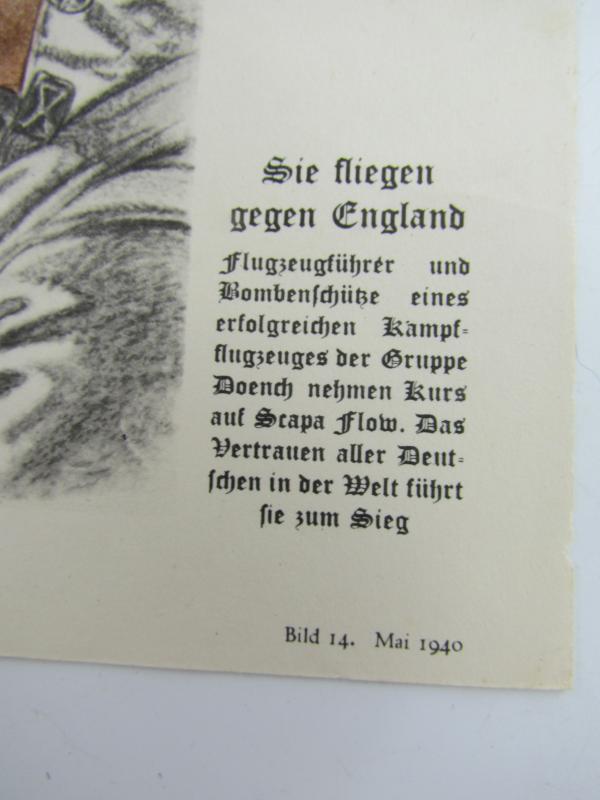 Sie fliegen
gegen England
Flugzeugführer und
Bombenschütze eines
erfolgreichen Kampf-
flugzeuges der Gruppe
Doench nehmen Kurs
auf Scapa Flow. Das
Vertrauen aller Deut-
schen in der Welt führt
sie zum Sieg
Bild 14. Mai 1940